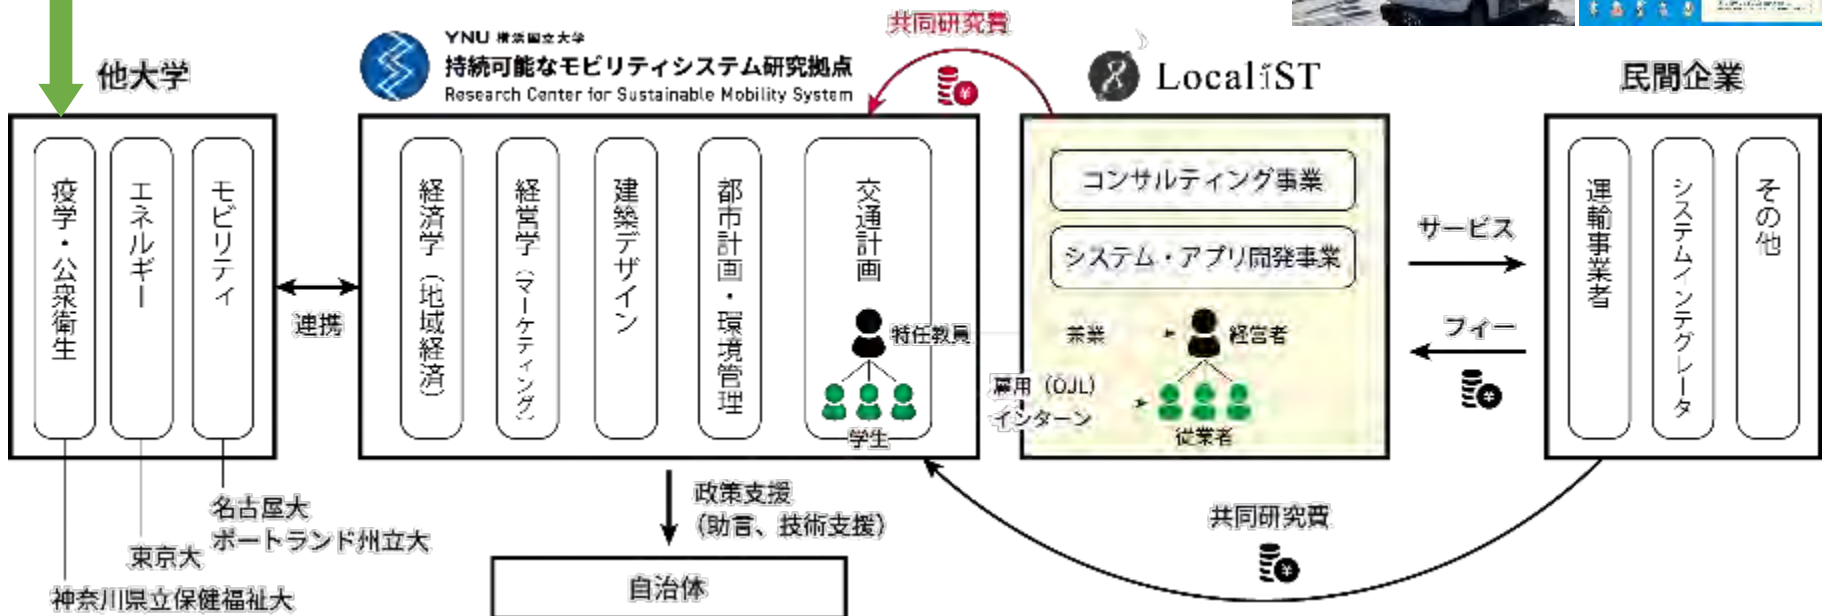 YNU 横浜国立大学
持続可能なモビリティシステム研究拠点
Research Center for Sustainable Mobility System
共同研究費
LocaliST
他大学
民間企業
疫学・公衆衛生
エネルギー
モビリティ
連携
経済学（地域経済）
経営学（マーケティング）
建築デザイン
都市計画・環境管理
交通計画
特任教員
学生
コンサルティング事業
システム・アプリ開発事業
兼業
経営者
雇用（OJL）
インターン
従業者
サービス
フィー
運輸事業者
システムインテグレータ
その他
名古屋大
ポートランド州立大
東京大
神奈川県立保健福祉大
政策支援
（助言、技術支援）
自治体
共同研究費